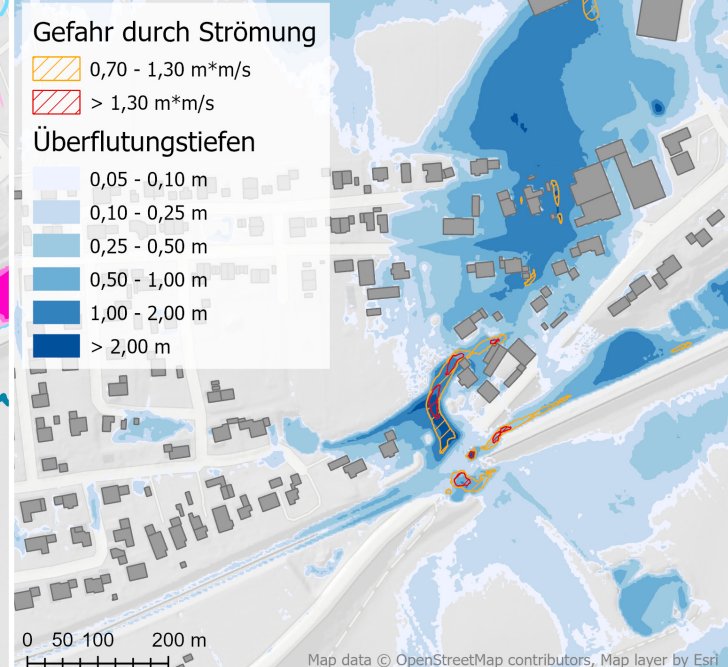 Gefahr durch Strömung
0,70 - 1,30 m*m/s
> 1,30 m*m/s
Überflutungstiefen
0,05 - 0,10 m
0,10 - 0,25 m
0,25 - 0,50 m
0,50 - 1,00 m
1,00 - 2,00 m
> 2,00 m
0 50 100 200 m
Map data © OpenStreetMap contributors, Map layer by Esri